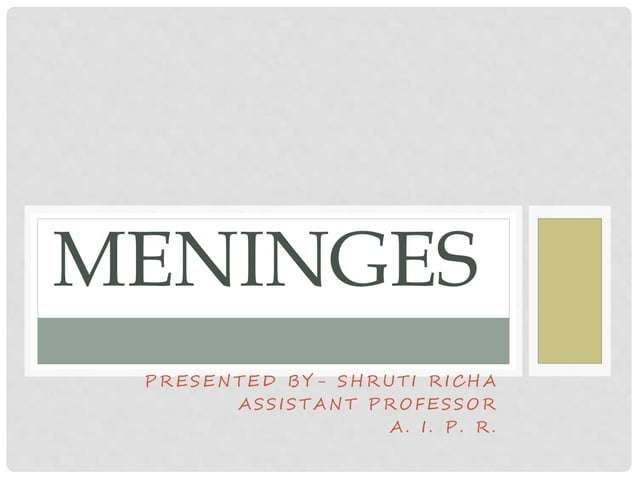 MENINGES
PRESENTED BY- SHRUTI RICHA
ASSISTANT PROFESSOR
A. I. P. R.